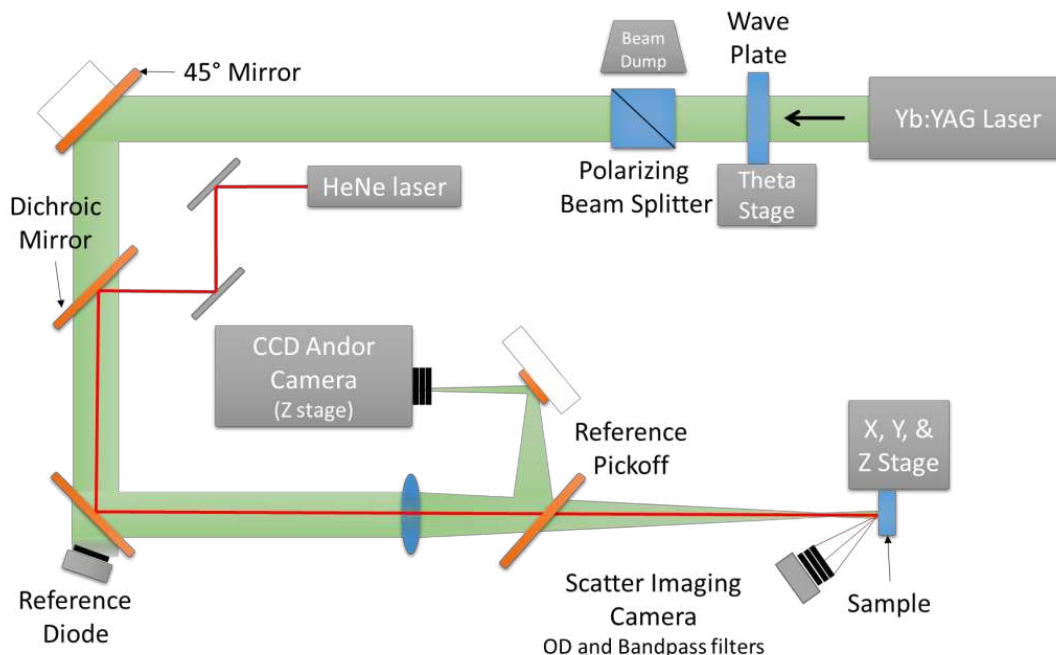 45° Mirror
Beam
Dump
Wave
Plate
Yb:YAG Laser
Polarizing
Beam Splitter
Theta
Stage
HeNe laser
Dichroic
Mirror
CCD Andor
Camera
(Z stage)
Reference
Pickoff
X, Y, &
Z Stage
Reference
Diode
Scatter Imaging
Camera
OD and Bandpass filters
Sample